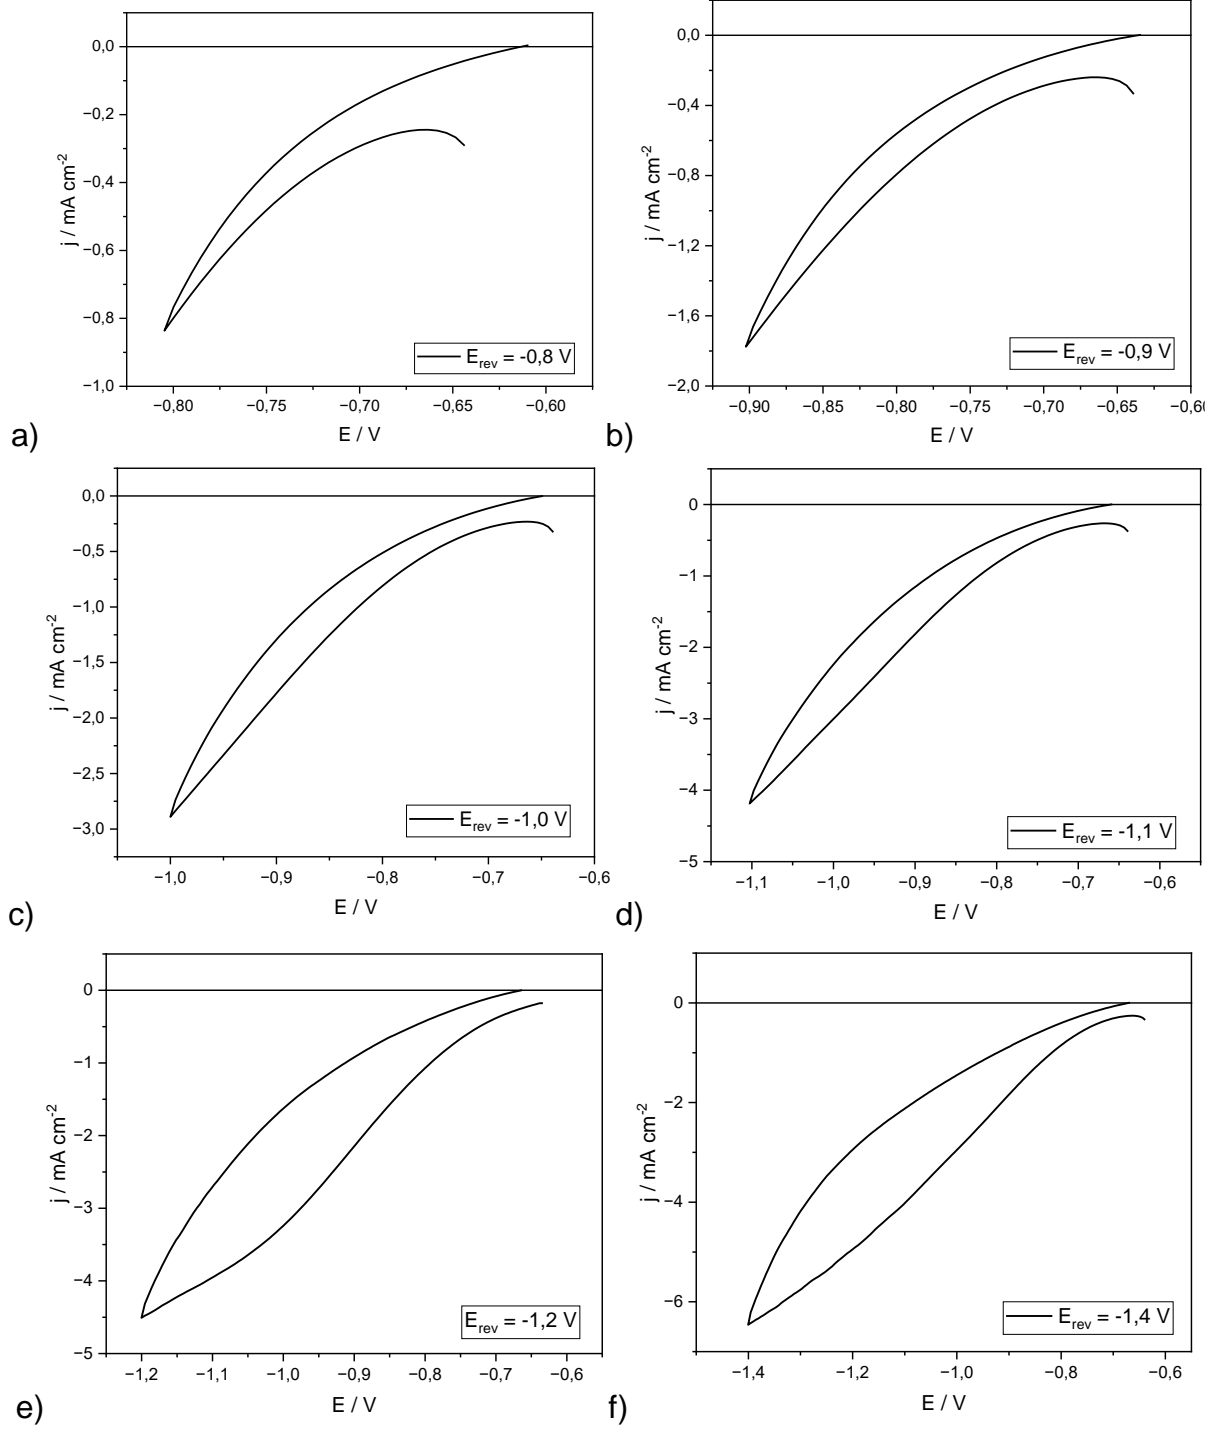 0,0
−0,2
−0,4
−0,6
−0,8
−1,0
j / mA cm-2
−0,80 −0,75 −0,70 −0,65 −0,60
E / V
Erev = -0,8 V
a)
0,0
−0,4
−0,8
−1,2
−1,6
−2,0
j / mA cm-2
−0,90 −0,85 −0,80 −0,75 −0,70 −0,65 −0,60
E / V
Erev = -0,9 V
b)
0,0
−0,5
−1,0
−1,5
−2,0
−2,5
−3,0
j / mA cm-2
−1,0 −0,9 −0,8 −0,7 −0,6
E / V
Erev = -1,0 V
c)
0
−1
−2
−3
−4
−5
j / mA cm-2
−1,1 −1,0 −0,9 −0,8 −0,7 −0,6
E / V
Erev = -1,1 V
d)
0
−1
−2
−3
−4
−5
j / mA cm-2
−1,2 −1,1 −1,0 −0,9 −0,8 −0,7 −0,6
E / V
Erev = -1,2 V
e)
0
−2
−4
−6
j / mA cm-2
−1,4 −1,2 −1,0 −0,8 −0,6
E / V
Erev = -1,4 V
f)